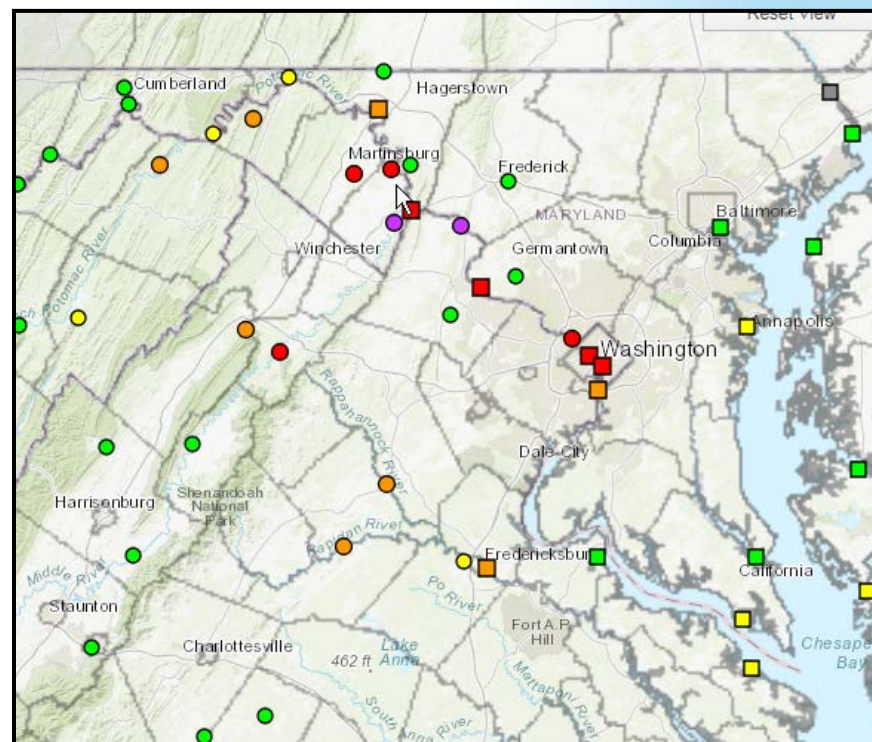 Reset View
Cumberland
Potomac River
Hagerstown
Martinsburg
Frederick
MARYLAND
Baltimore
Columbia
Winchester
Germantown
Potomac River
Annapolis
Washington
Rappahannock River
Dale City
Harrisonburg
Shenandoah
National
Park
Rapidan River
Fredericksbur
California
Middle River
Po River
Staunton
Fort A.P.
Hill
Charlottesville
462 ft
Lake
Anna
Chesape
Bay
Mattaponi River
South Anna River